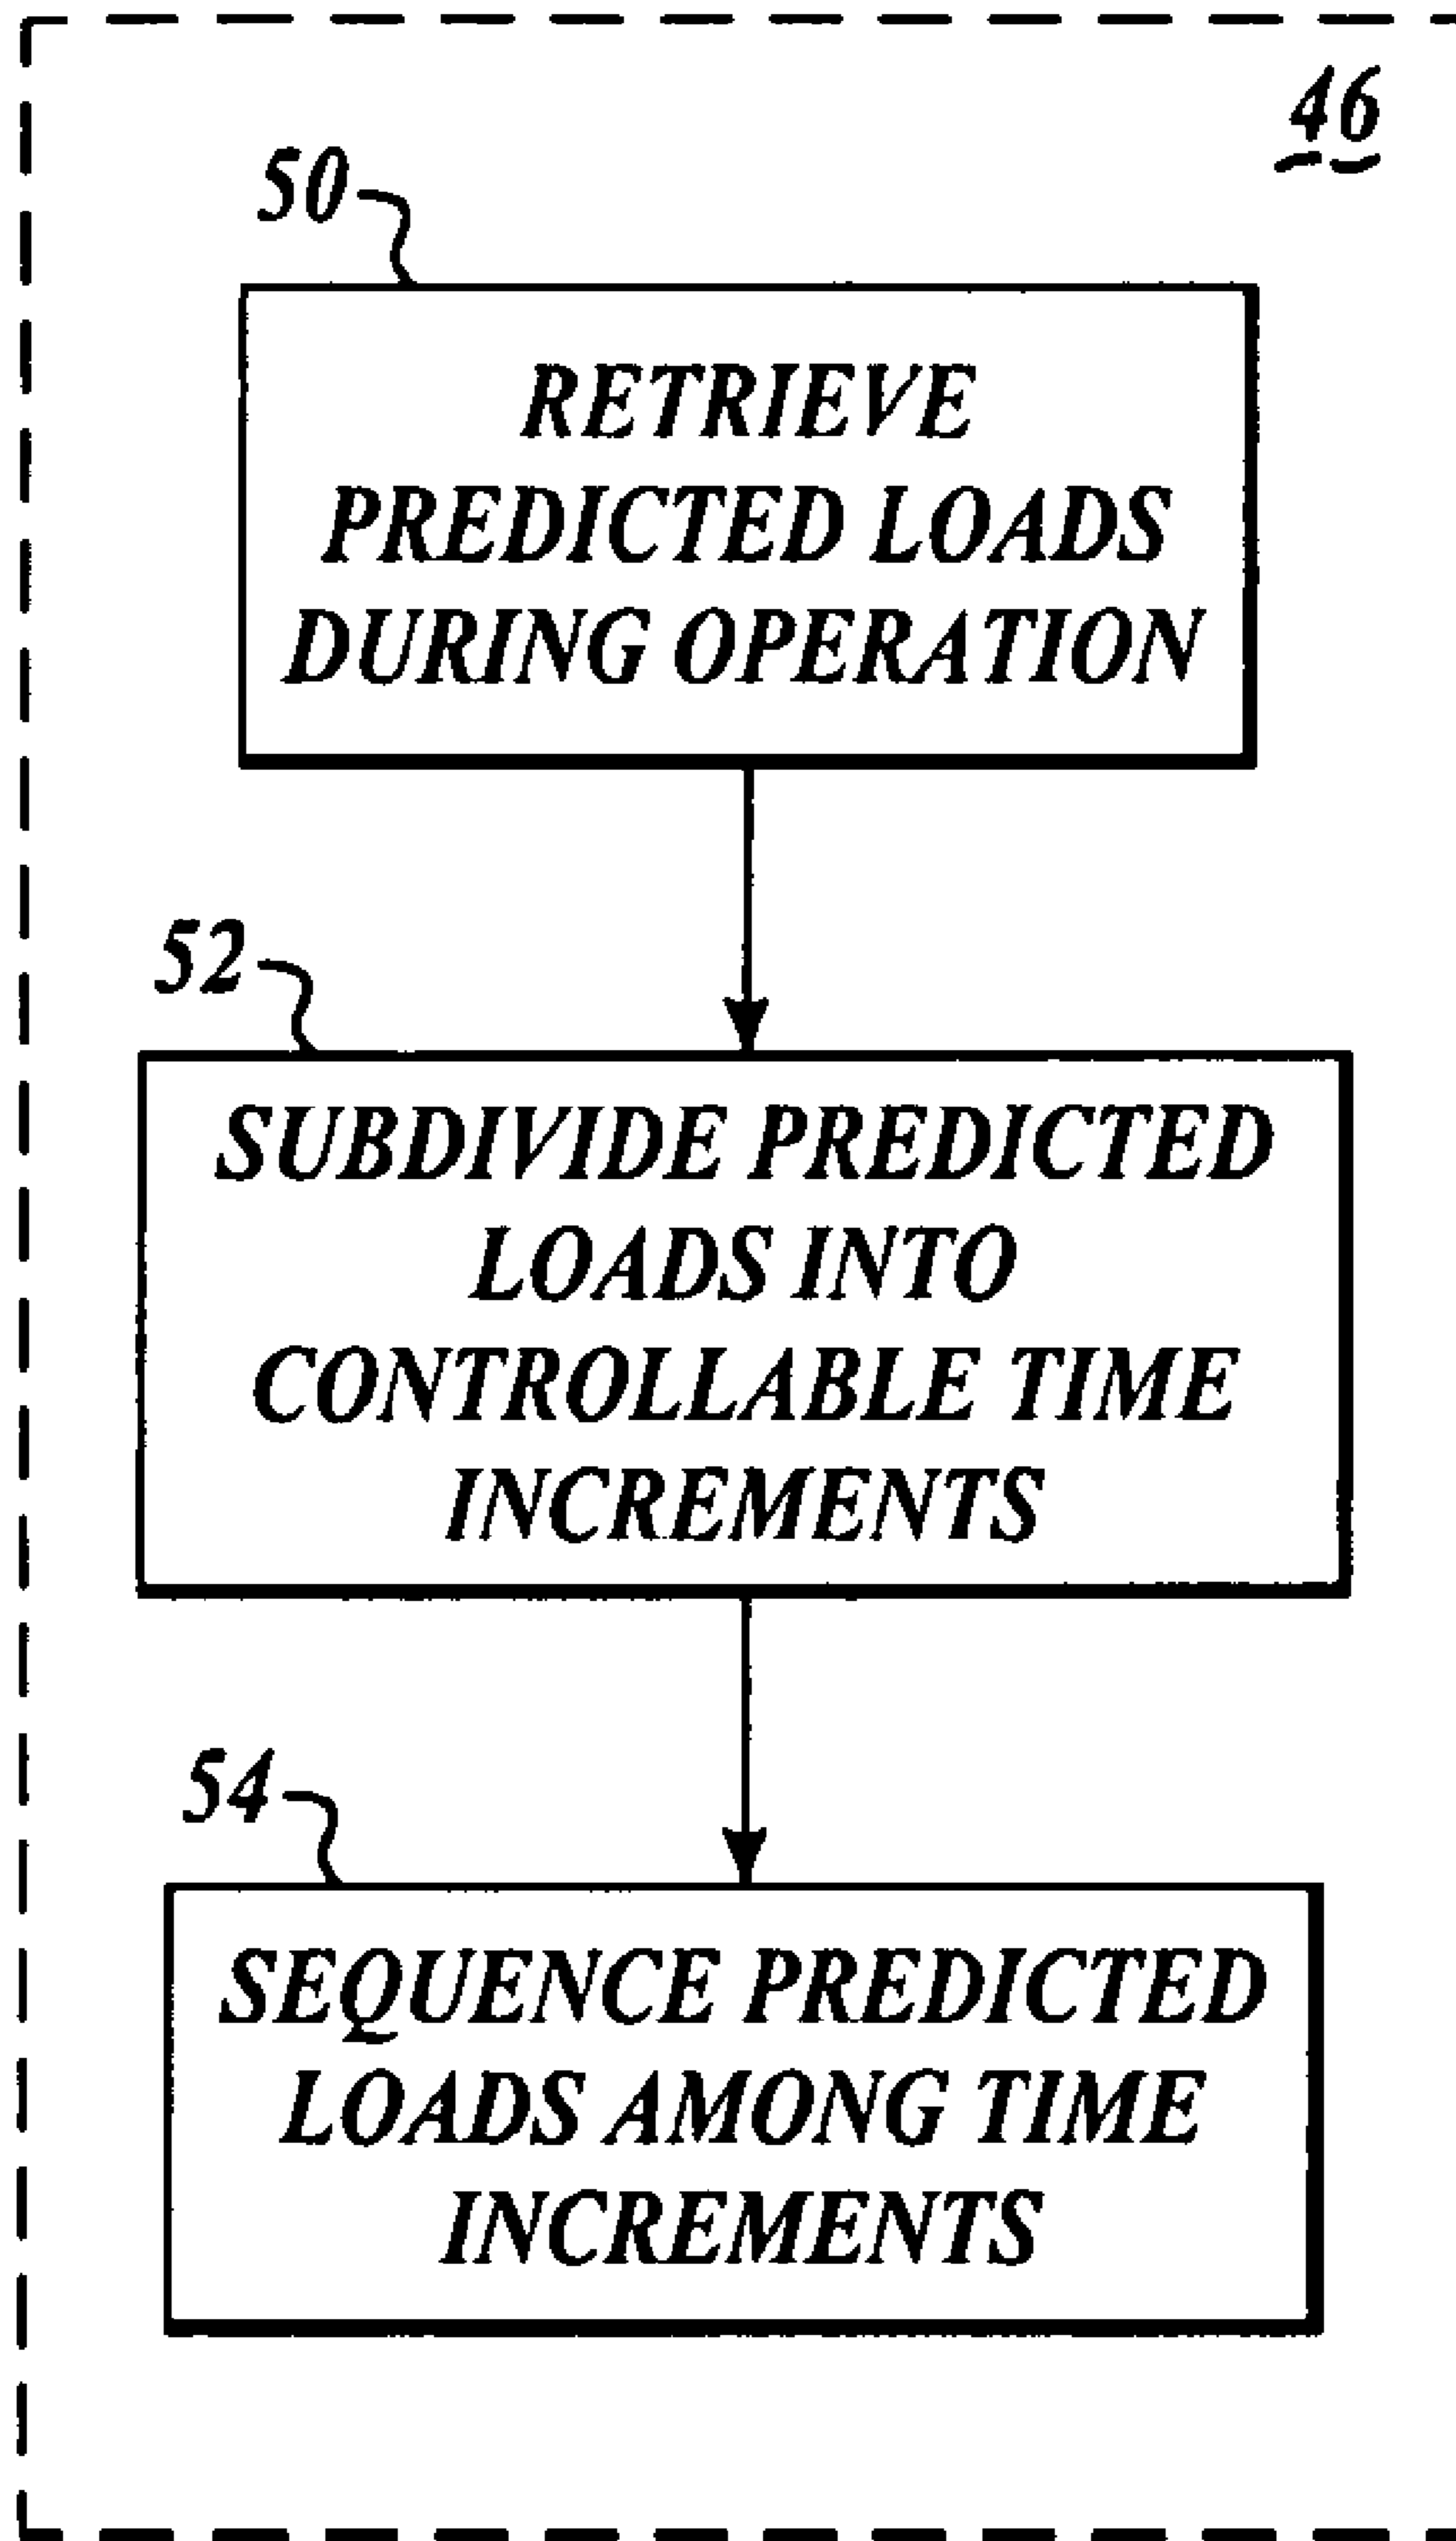 46
50
RETRIEVE
PREDICTED LOADS
DURING OPERATION
52
SUBDIVIDE PREDICTED
LOADS INTO
CONTROLLABLE TIME
INCREMENTS
54
SEQUENCE PREDICTED
LOADS AMONG TIME
INCREMENTS